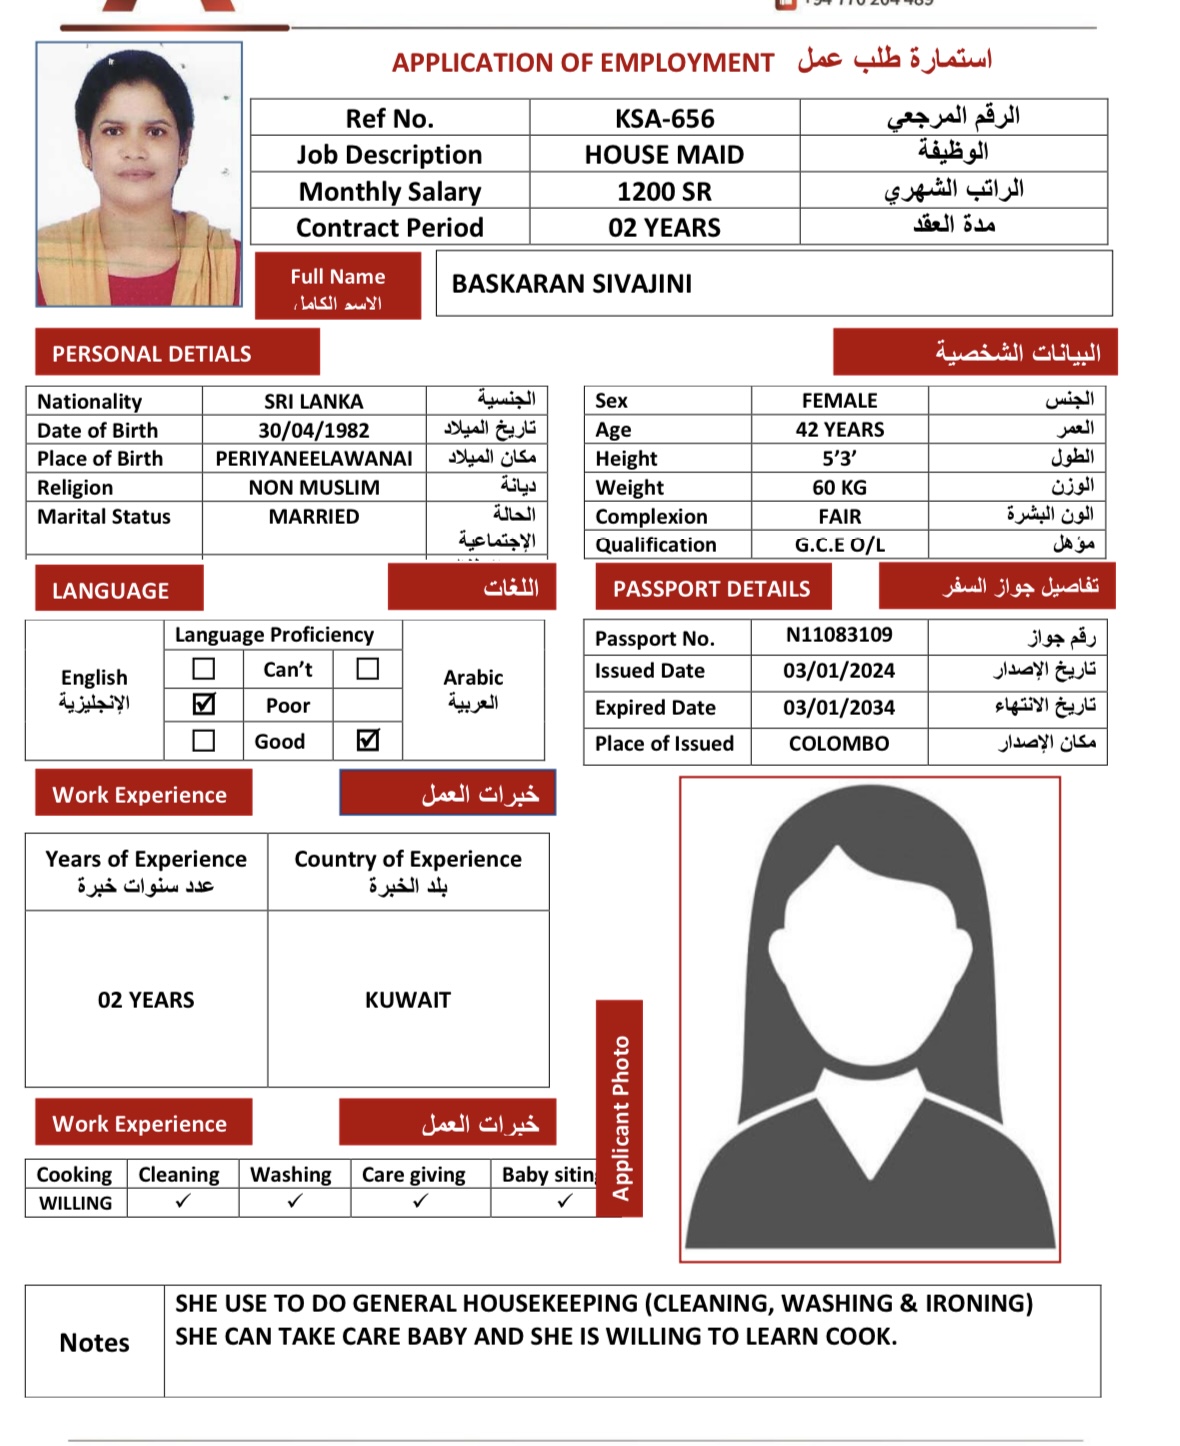 APPLICATION OF EMPLOYMENT استمارة طلب عمل
Ref No. KSA-656 الرقم المرجعي
Job Description HOUSE MAID الوظيفة
Monthly Salary 1200 SR الراتب الشهري
Contract Period 02 YEARS مدة العقد
Full Name BASKARAN SIVAJINI
الاسم الكامل
PERSONAL DETIALS البيانات الشخصية
Nationality SRI LANKA الجنسية
Date of Birth 30/04/1982 تاريخ الميلاد
Place of Birth PERIYANEELAWANAI مكان الميلاد
Religion NON MUSLIM ديانة
Marital Status MARRIED الحالة
الإجتماعية
Sex FEMALE الجنس
Age 42 YEARS العمر
Height 5’3’ الطول
Weight 60 KG الوزن
Complexion FAIR الون البشرة
Qualification G.C.E O/L مؤهل
LANGUAGE اللغات
Language Proficiency
English
الإنجليزية
☐ Can’t ☐
☑ Poor
☐ Good ☑
Arabic
العربية
PASSPORT DETAILS تفاصيل جواز السفر
Passport No. N11083109 رقم جواز
Issued Date 03/01/2024 تاريخ الإصدار
Expired Date 03/01/2034 تاريخ الانتهاء
Place of Issued COLOMBO مكان الإصدار
Work Experience خبرات العمل
Years of Experience Country of Experience
عدد سنوات خبرة بلد الخبرة
02 YEARS KUWAIT
Work Experience خبرات العمل
Cooking Cleaning Washing Care giving Baby sitin
WILLING ✓ ✓ ✓ ✓
Applicant Photo
Notes
SHE USE TO DO GENERAL HOUSEKEEPING (CLEANING, WASHING & IRONING)
SHE CAN TAKE CARE BABY AND SHE IS WILLING TO LEARN COOK.